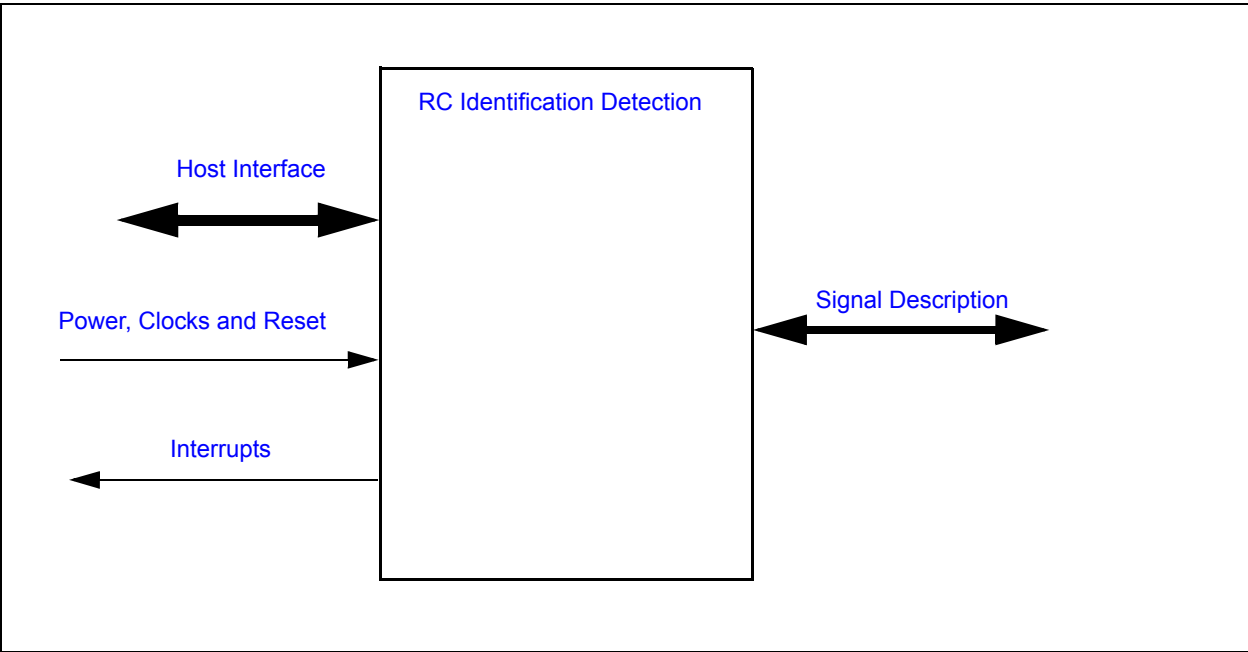 RC Identification Detection
Host Interface
Signal Description
Power, Clocks and Reset
Interrupts